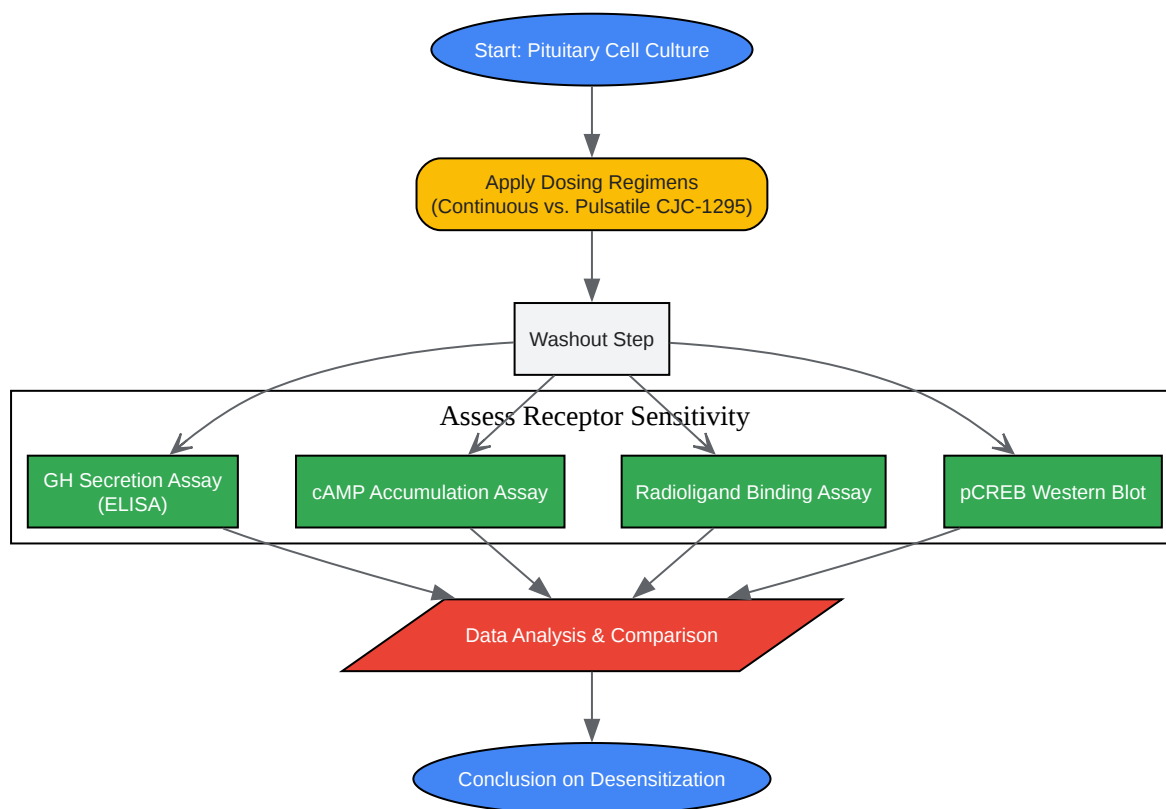 Start: Pituitary Cell Culture
Apply Dosing Regimens
(Continuous vs. Pulsatile CJC-1295)
Washout Step
Assess Receptor Sensitivity
GH Secretion Assay
(ELISA)
cAMP Accumulation Assay
Radioligand Binding Assay
pCREB Western Blot
Data Analysis & Comparison
Conclusion on Desensitization